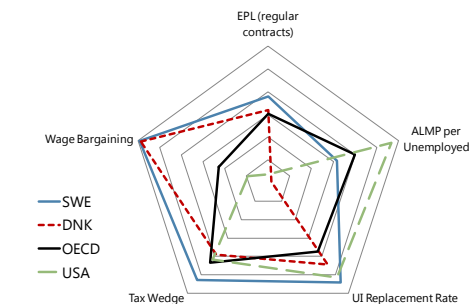 EPL (regular
contracts)
ALMP per
Unemployed
Wage Bargaining
SWE
DNK
OECD
USA
Tax Wedge
UI Replacement Rate